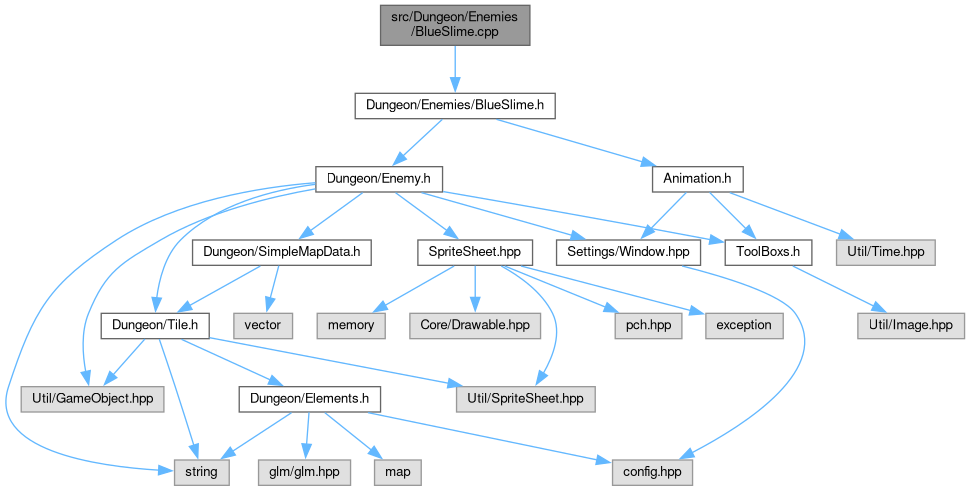 src/Dungeon/Enemies
/BlueSlime.cpp
Dungeon/Enemies/BlueSlime.h
Dungeon/Enemy.h
Animation.h
Dungeon/SimpleMapData.h
SpriteSheet.hpp
Settings/Window.hpp
ToolBoxs.h
Util/Time.hpp
Dungeon/Tile.h
vector
memory
Core/Drawable.hpp
pch.hpp
exception
Util/Image.hpp
Util/GameObject.hpp
Dungeon/Elements.h
Util/SpriteSheet.hpp
string
glm/glm.hpp
map
config.hpp